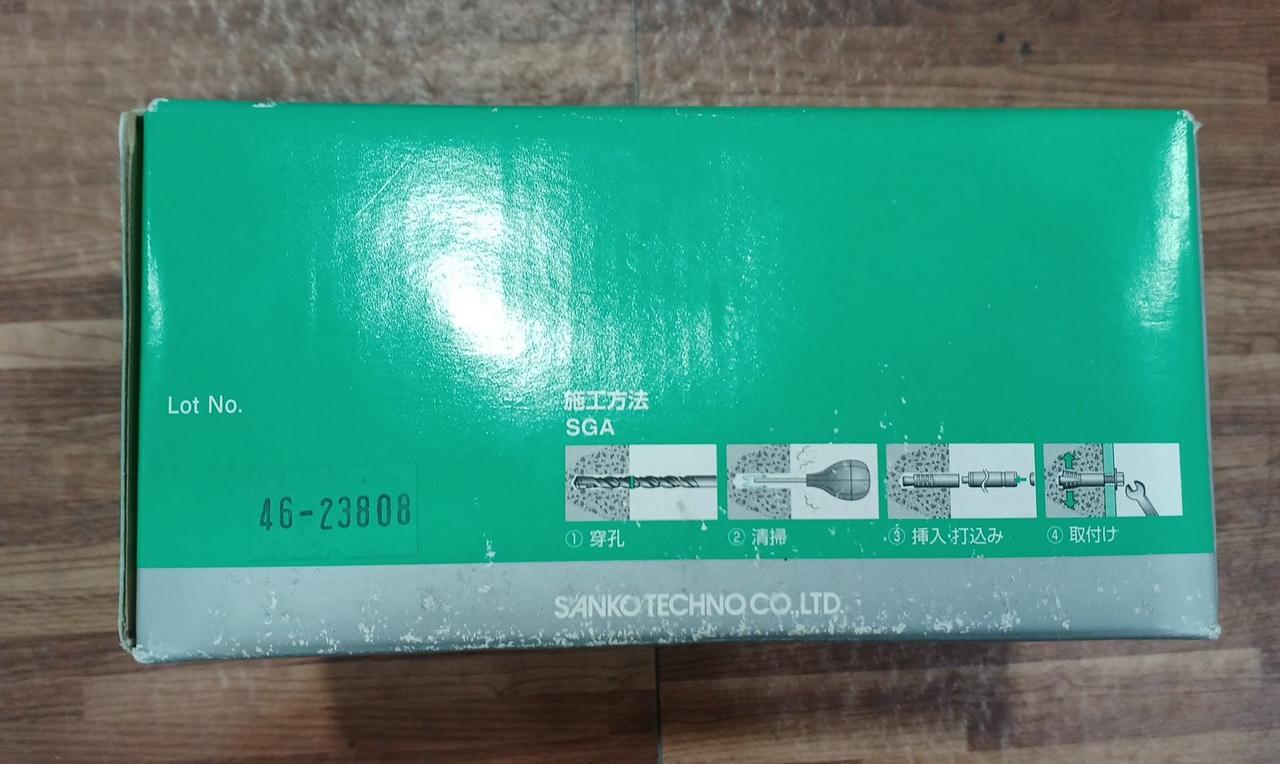 Lot No.
46-23808
施工方法
SGA
① 穿孔
② 清掃
③ 挿入・打込み
④ 取付け
SANKO TECHNO CO.,LTD.